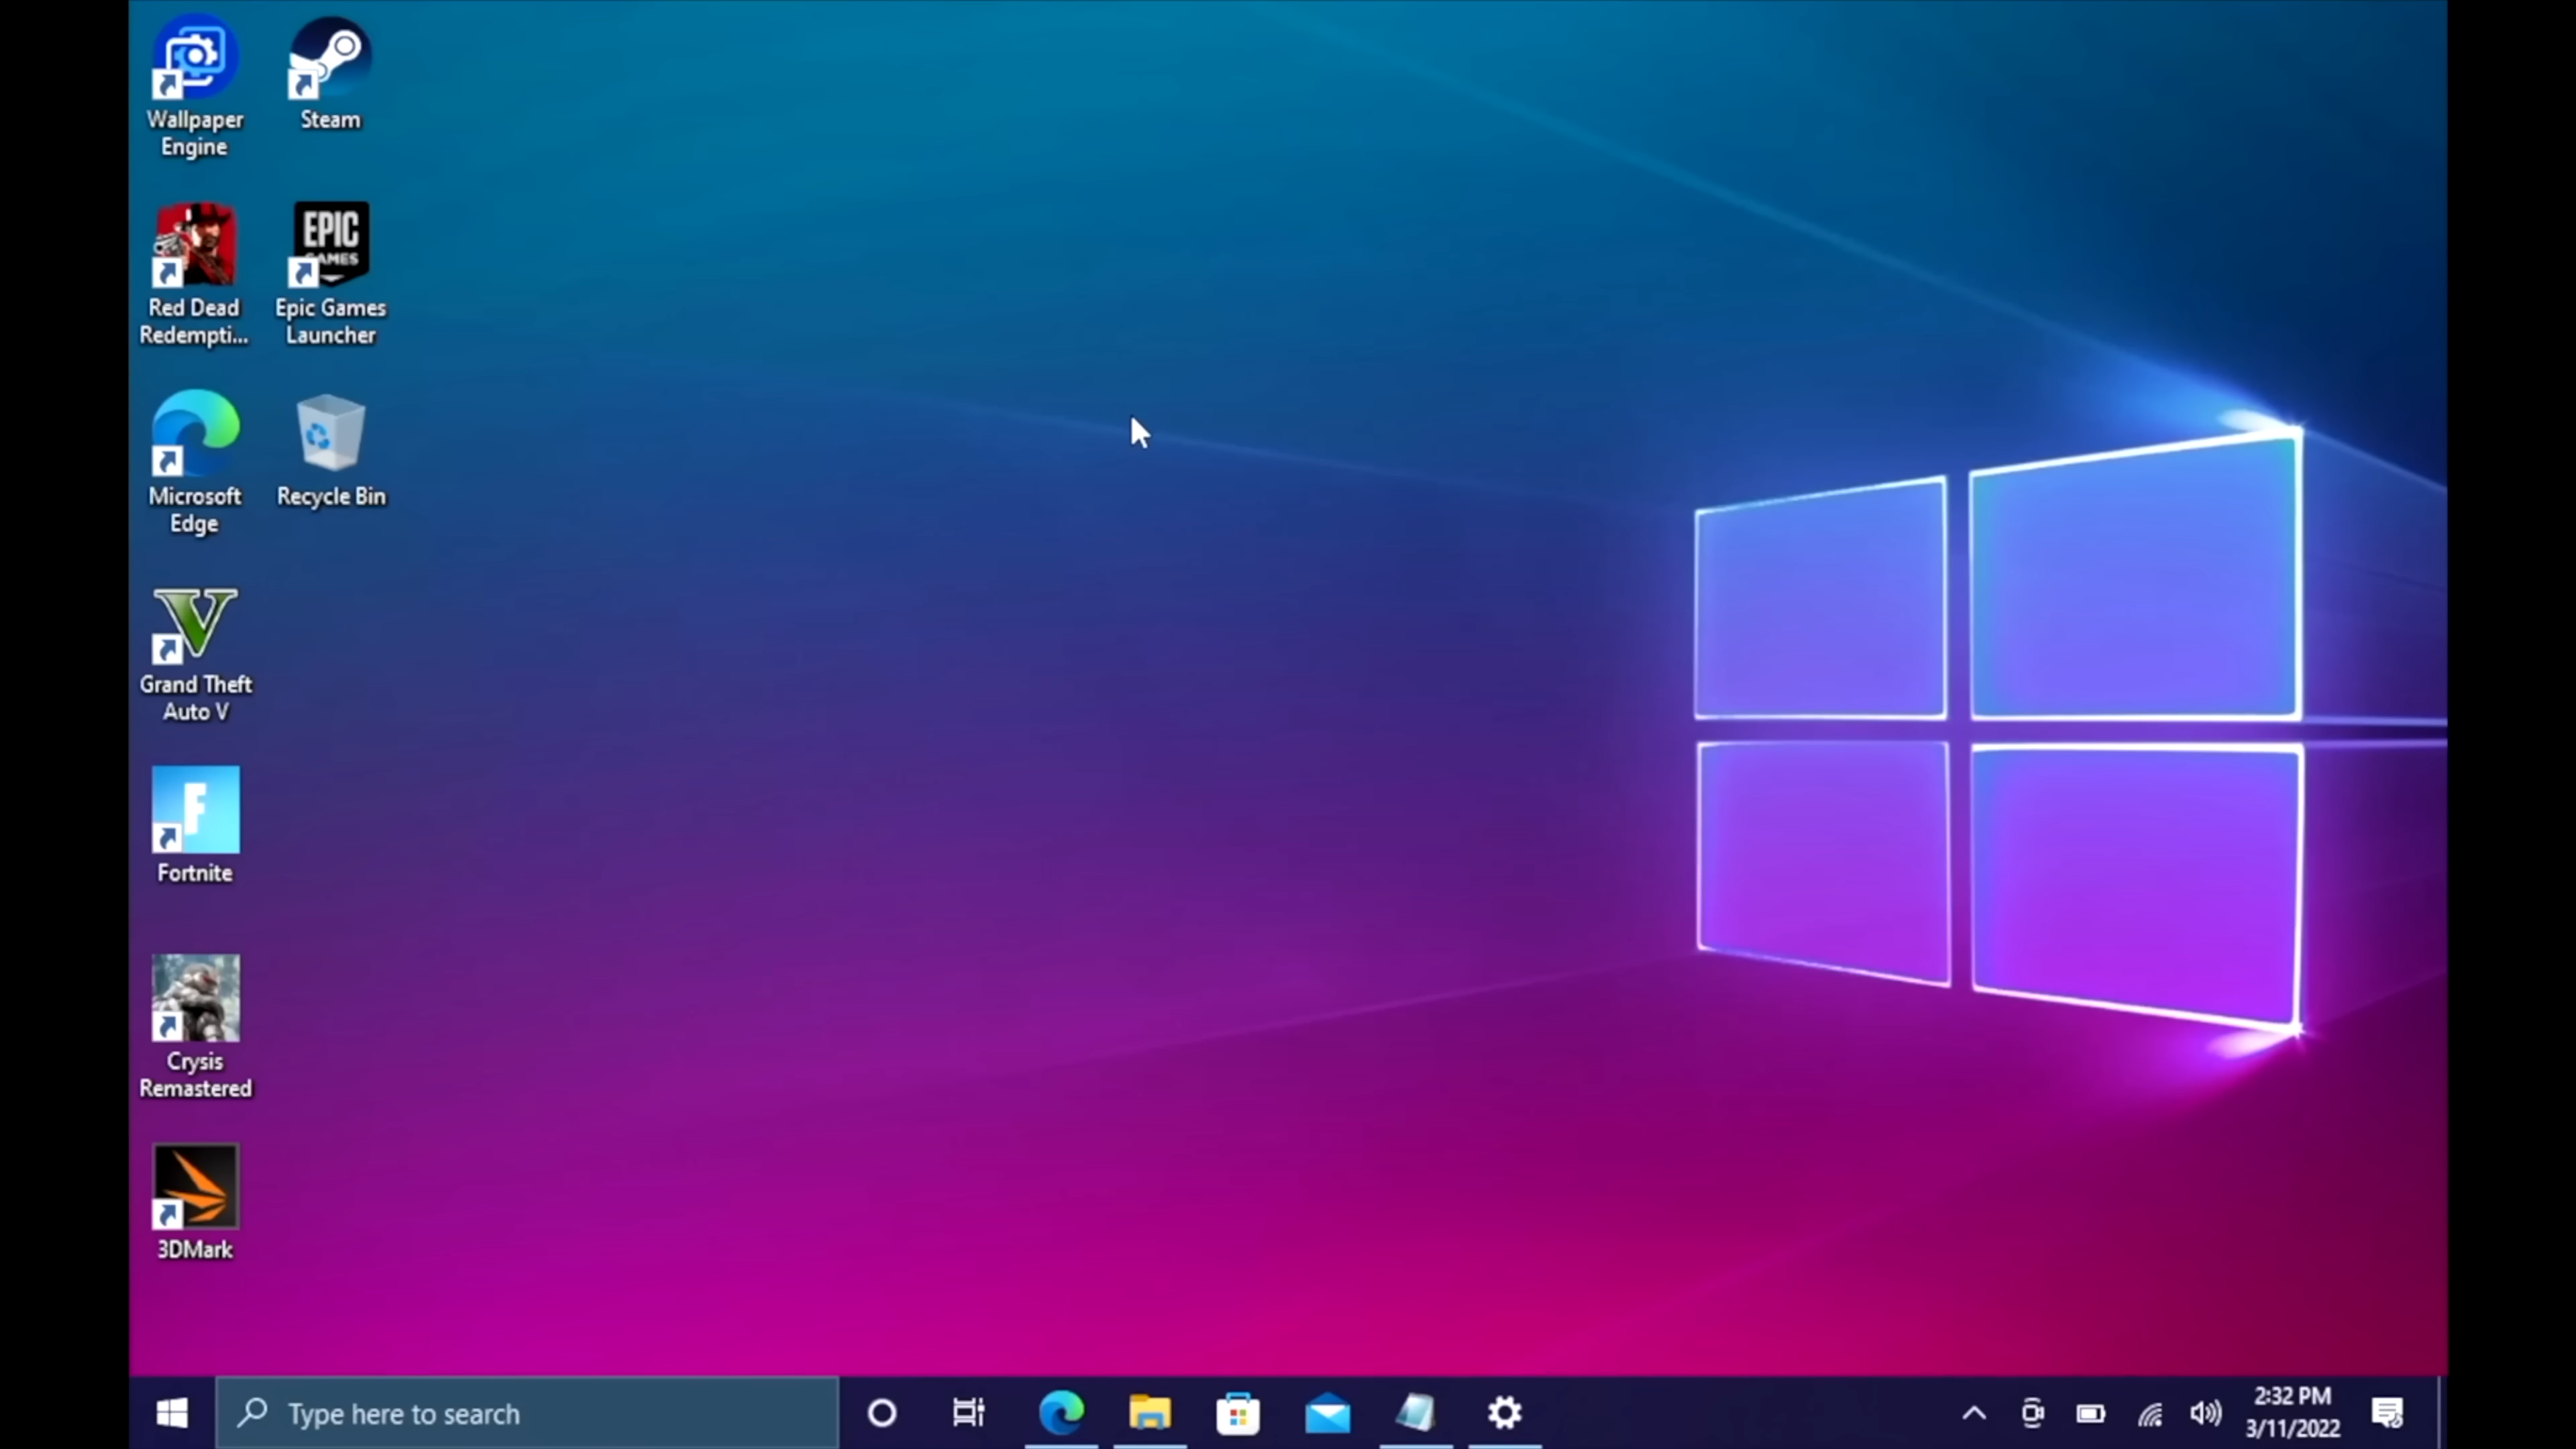 Wallpaper
Engine
Steam
Red Dead
Redempti...
EPIC
GAMES
Epic Games
Launcher
Microsoft
Edge
Recycle Bin
V
Grand Theft
Auto V
F
Fortnite
Crysis
Remastered
3DMark
Type here to search
2:32 PM
3/11/2022